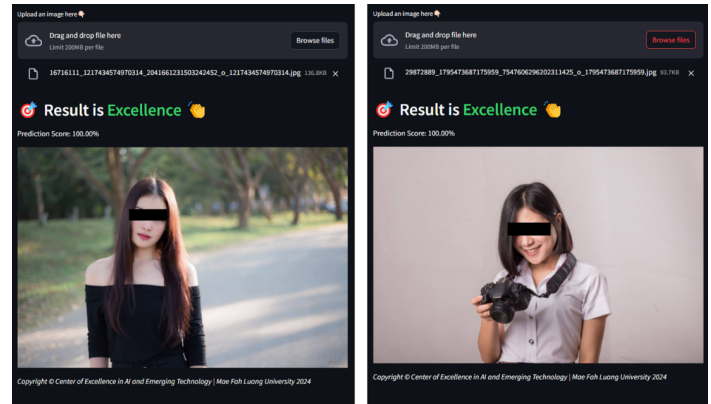 Upload an image here👇🏻
Drag and drop file here
Limit 200MB per file
Browse files
16716111_1217434574970314_2041661231503242452_o_1217434574970314.jpg 136.8KB
🎯 Result is Excellence 👏
Prediction Score: 100.00%
Copyright © Center of Excellence in AI and Emerging Technology | Mae Fah Luang University 2024
Upload an image here👇🏻
Drag and drop file here
Limit 200MB per file
Browse files
29872889_1795473687175959_7547606296202311425_o_1795473687175959.jpg 93.7KB
🎯 Result is Excellence 👏
Prediction Score: 100.00%
Copyright © Center of Excellence in AI and Emerging Technology | Mae Fah Luang University 2024